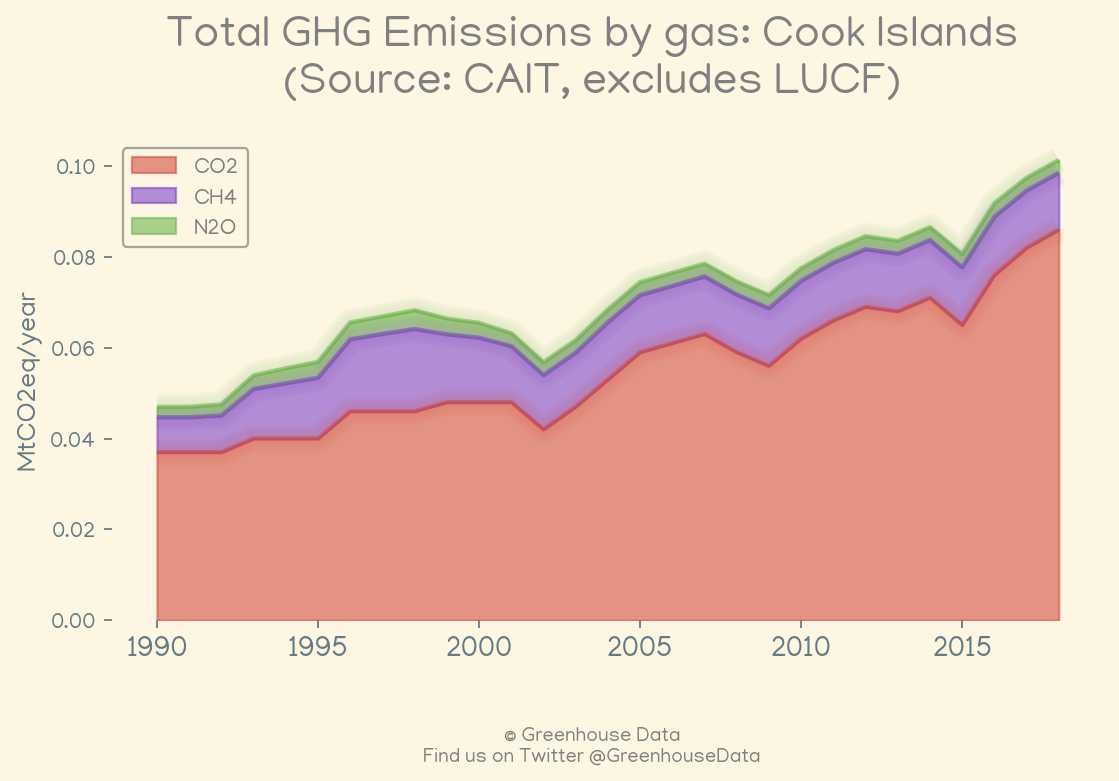 Total GHG Emissions by gas: Cook Islands
(Source: CAIT, excludes LUCF)
CO2
CH4
N2O
MtCO2eq/year
0.10
0.08
0.06
0.04
0.02
0.00
1990 1995 2000 2005 2010 2015
© Greenhouse Data
Find us on Twitter @GreenhouseData